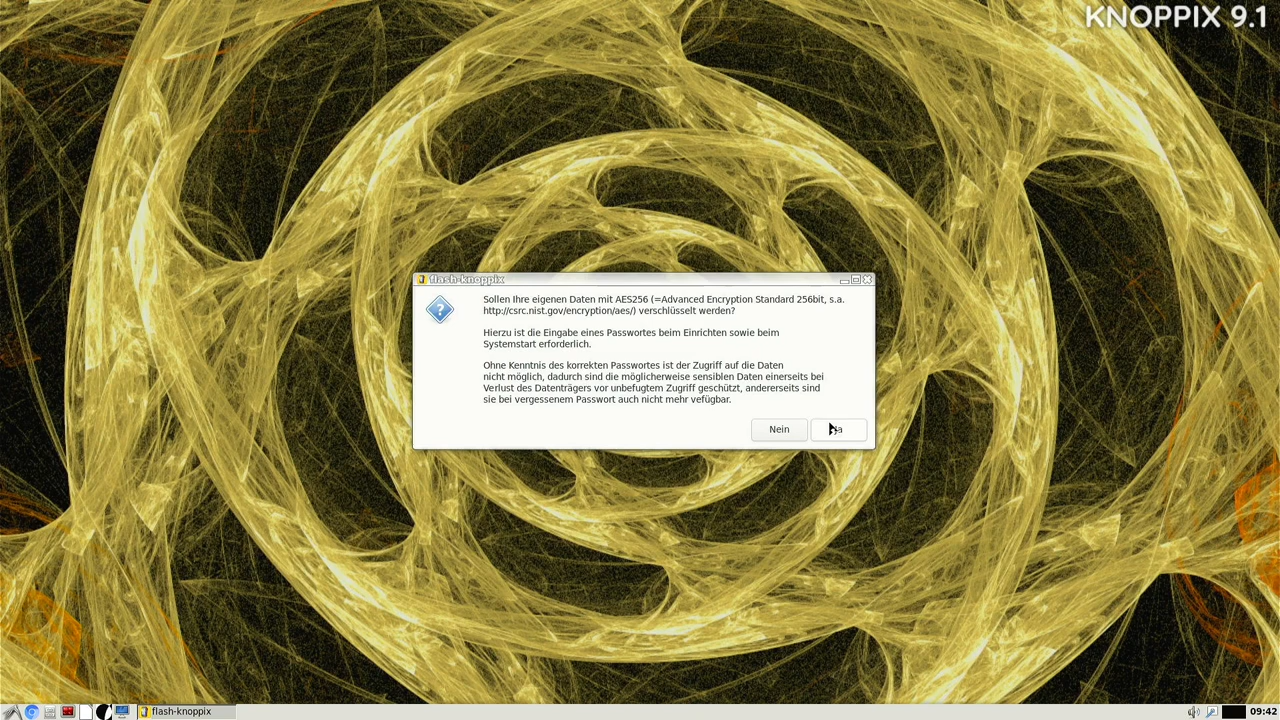 KNOPPIX 9.1
flash-knoppix
Sollen Ihre eigenen Daten mit AES256 (=Advanced Encryption Standard 256bit, s.a.
http://csrc.nist.gov/encryption/aes/) verschlüsselt werden?
Hierzu ist die Eingabe eines Passwortes beim Einrichten sowie beim
Systemstart erforderlich.
Ohne Kenntnis des korrekten Passwortes ist der Zugriff auf die Daten
nicht möglich, dadurch sind die möglicherweise sensiblen Daten einerseits bei
Verlust des Datenträgers vor unbefugtem Zugriff geschützt, andererseits sind
sie bei vergessenem Passwort auch nicht mehr vefügbar.
Nein
flash-knoppix
09:42